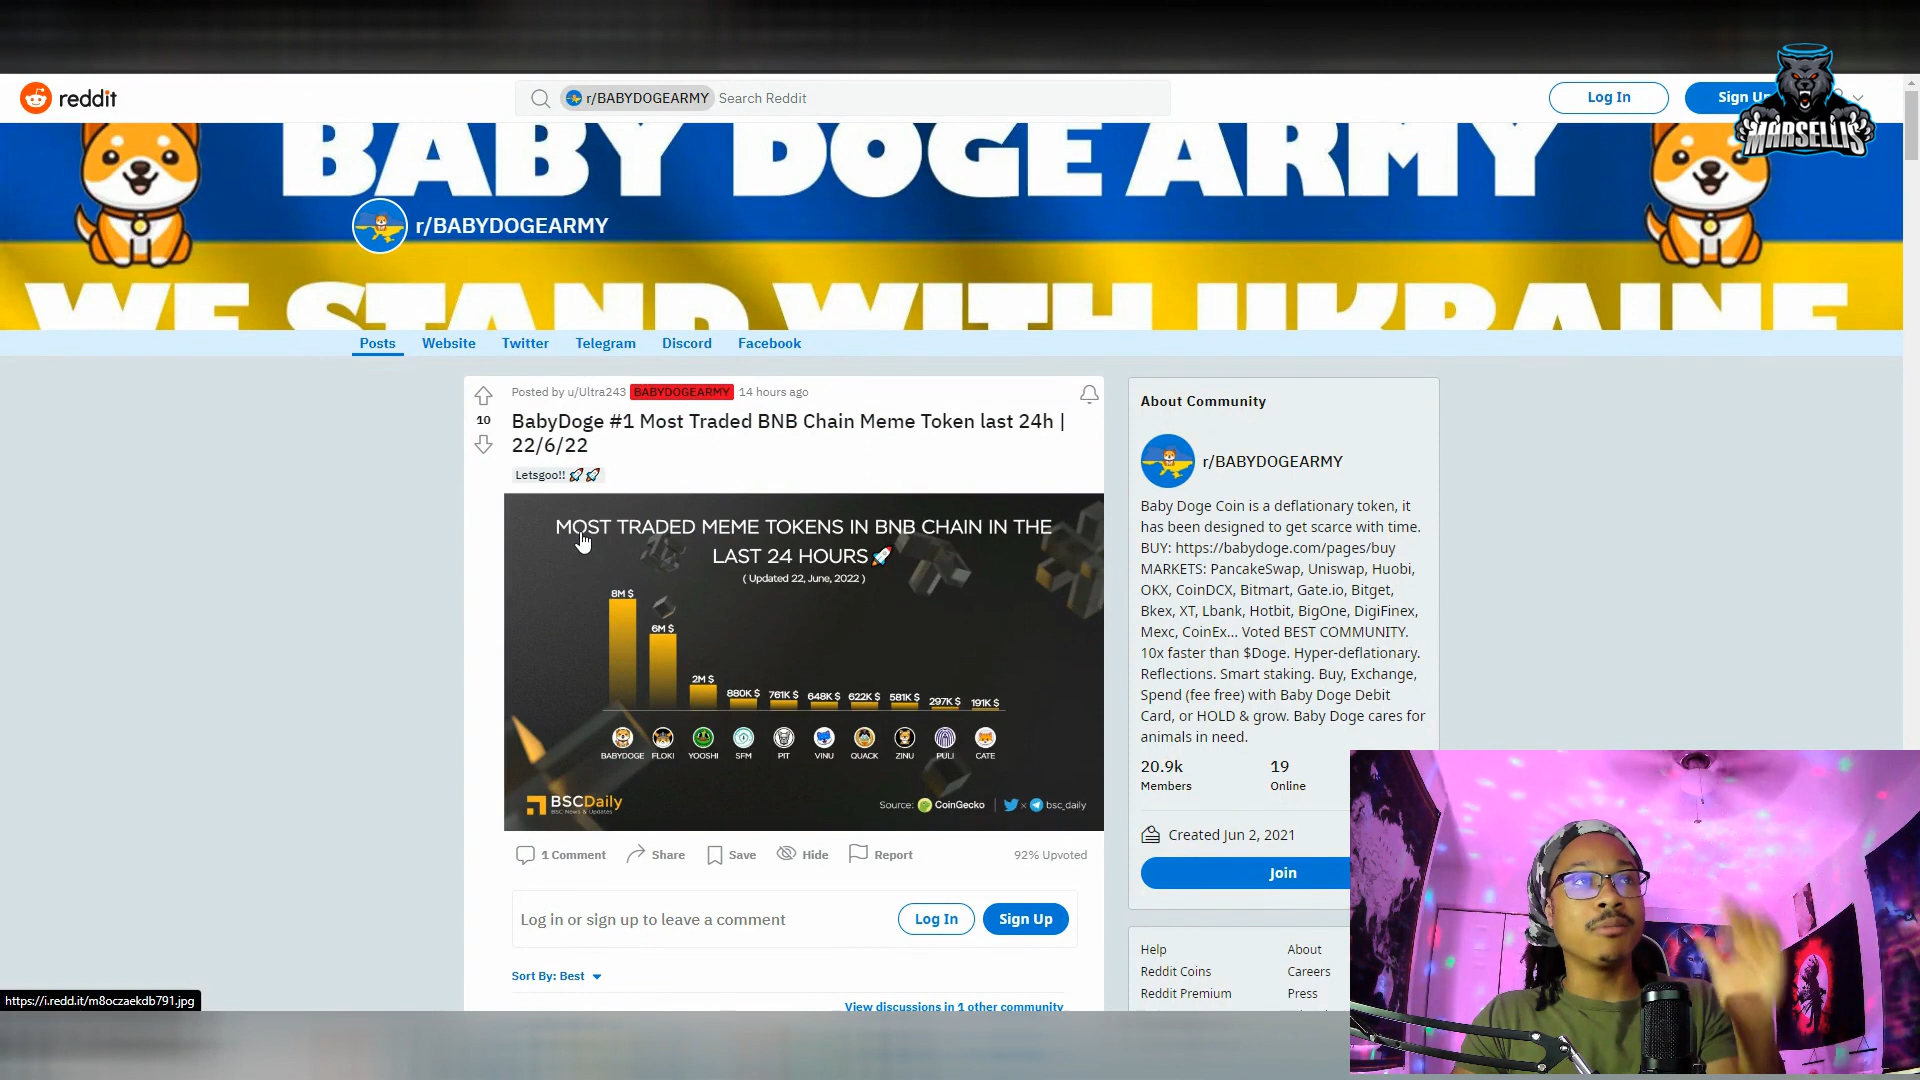 reddit
r/BABYDOGEARMY Search Reddit
Log In
Sign Up
MARSELLIS
BABY DOGE ARMY
r/BABYDOGEARMY
WE STAND WITH UKRAINE
Posts Website Twitter Telegram Discord Facebook
Posted by u/Ultra243 BABYDOGEARMY 14 hours ago
10
BabyDoge #1 Most Traded BNB Chain Meme Token last 24h |
22/6/22
Letsgoo!! 🚀🚀
MOST TRADED MEME TOKENS IN BNB CHAIN IN THE
LAST 24 HOURS🚀
( Updated 22, June, 2022 )
8M $
6M $
2M $
880K $ 761K $ 648K $ 622K $ 581K $ 297K $ 191K $
BABYDOGE FLOKI YOOSHI SFM PIT VINU QUACK ZINU PULI CATE
BSCDaily
BSC News & Updates
Source: CoinGecko
bsc_daily
1 Comment Share Save Hide Report 92% Upvoted
Log in or sign up to leave a comment
Log In
Sign Up
Sort By: Best
View discussions in 1 other community
About Community
r/BABYDOGEARMY
Baby Doge Coin is a deflationary token, it
has been designed to get scarce with time.
BUY: https://babydoge.com/pages/buy
MARKETS: PancakeSwap, Uniswap, Huobi,
OKX, CoinDCX, Bitmart, Gate.io, Bitget,
Bkex, XT, Lbank, Hotbit, BigOne, DigiFinex,
Mexc, CoinEx... Voted BEST COMMUNITY.
10x faster than $Doge. Hyper-deflationary.
Reflections. Smart staking. Buy, Exchange,
Spend (fee free) with Baby Doge Debit
Card, or HOLD & grow. Baby Doge cares for
animals in need.
20.9k 19
Members Online
Created Jun 2, 2021
Join
Help About
Reddit Coins Careers
Reddit Premium Press
https://i.redd.it/m8oczaekdb791.jpg